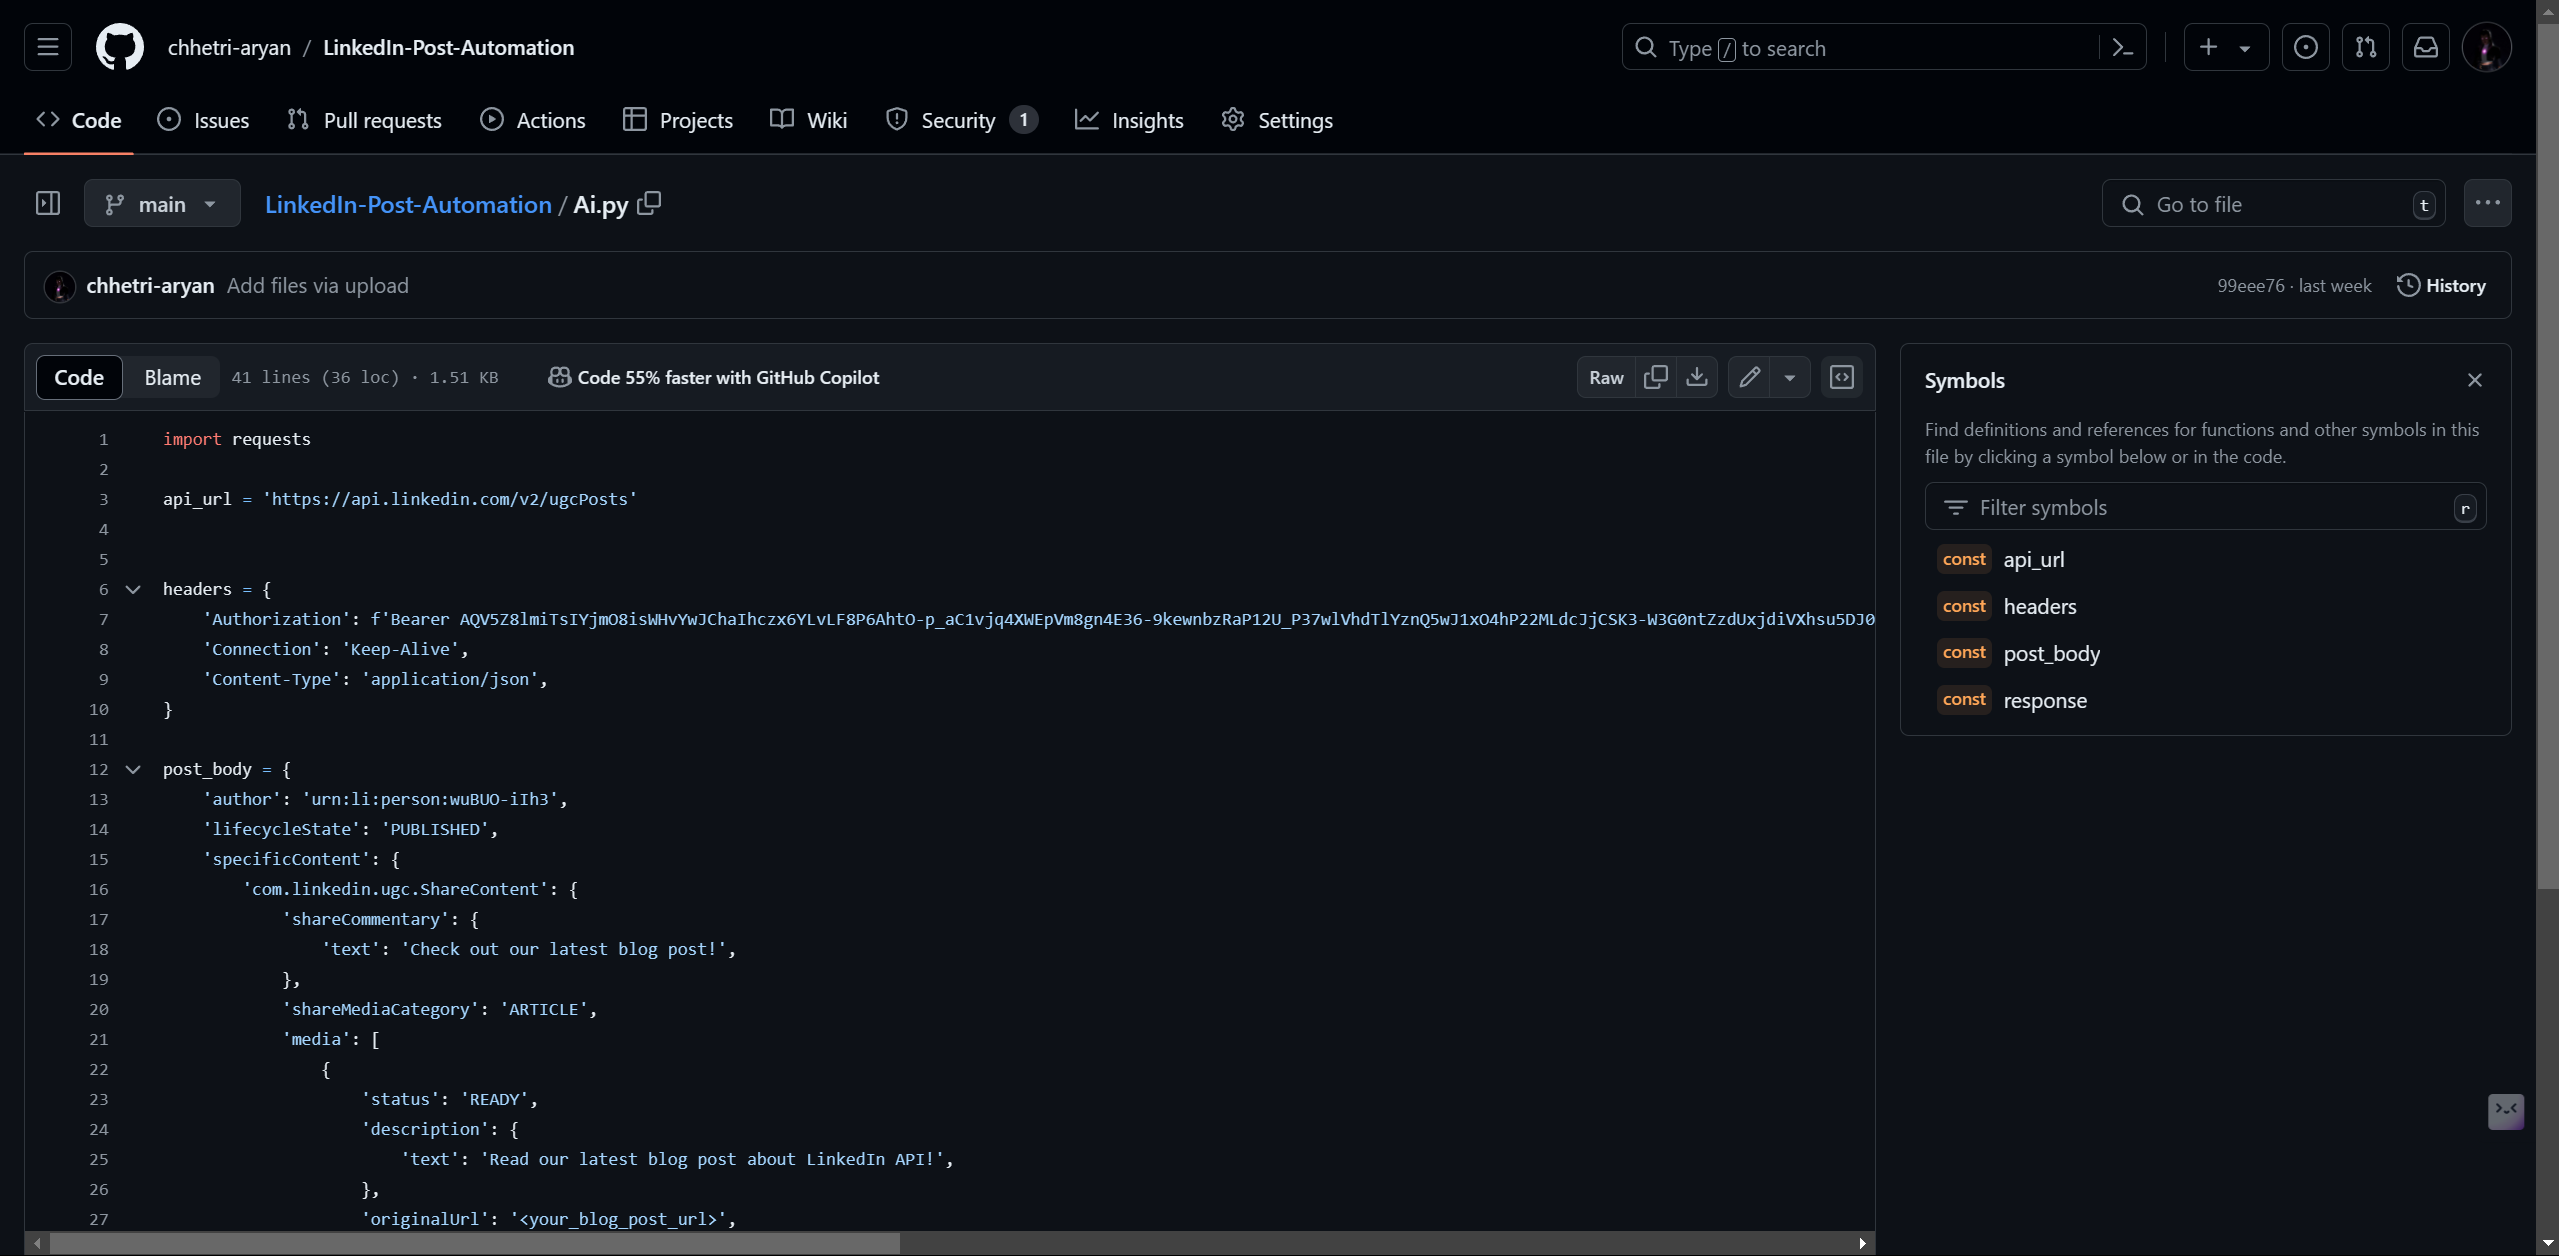 chhetri-aryan / LinkedIn-Post-Automation
Type / to search
Code
Issues
Pull requests
Actions
Projects
Wiki
Security 1
Insights
Settings
main
LinkedIn-Post-Automation / Ai.py
Go to file t
chhetri-aryan Add files via upload
99eee76 · last week
History
Code Blame 41 lines (36 loc) · 1.51 KB
Code 55% faster with GitHub Copilot
Raw
1 import requests
2
3 api_url = 'https://api.linkedin.com/v2/ugcPosts'
4
5
6 headers = {
7 'Authorization': f'Bearer AQV5Z8lmiTsIYjmO8isWHvYwJChaIhczx6YLvLF8P6AhtO-p_aC1vjq4XWEpVm8gn4E36-9kewnbzRaP12U_P37wlVhdTlYznQ5wJ1xO4hP22MLdcJjCSK3-W3G0ntZzdUxjdiVXhsu5DJ0
8 'Connection': 'Keep-Alive',
9 'Content-Type': 'application/json',
10 }
11
12 post_body = {
13 'author': 'urn:li:person:wuBUO-iIh3',
14 'lifecycleState': 'PUBLISHED',
15 'specificContent': {
16 'com.linkedin.ugc.ShareContent': {
17 'shareCommentary': {
18 'text': 'Check out our latest blog post!',
19 },
20 'shareMediaCategory': 'ARTICLE',
21 'media': [
22 {
23 'status': 'READY',
24 'description': {
25 'text': 'Read our latest blog post about LinkedIn API!',
26 },
27 'originalUrl': '<your_blog_post_url>',
Symbols
Find definitions and references for functions and other symbols in this
file by clicking a symbol below or in the code.
Filter symbols r
const api_url
const headers
const post_body
const response